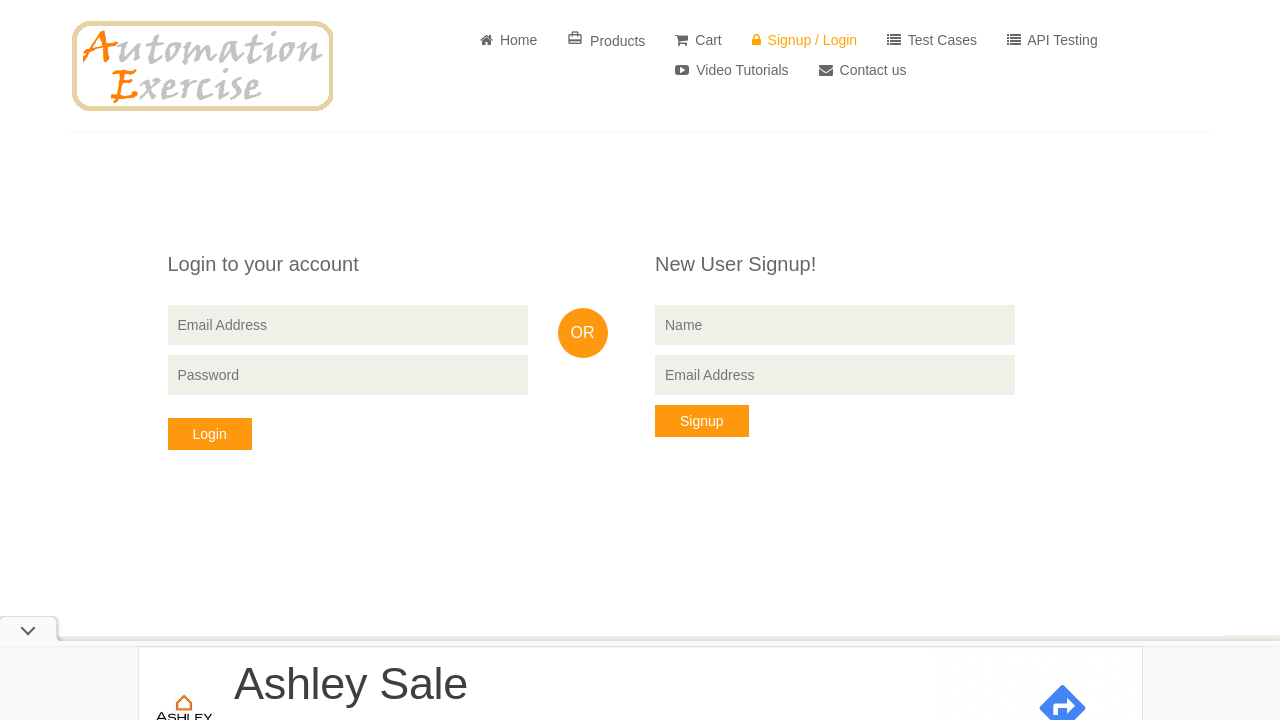 Automation
Exercise
Home
Products
Cart
Signup / Login
Test Cases
API Testing
Video Tutorials
Contact us
Login to your account
New User Signup!
Email Address
OR
Name
Password
Email Address
Login
Signup
Ashley Sale
ASHLEY